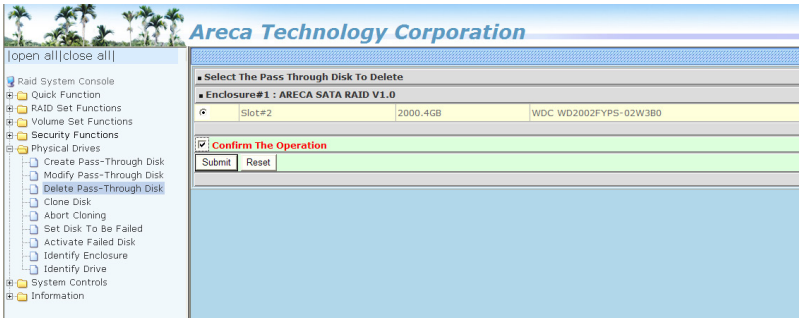 Areca Technology Corporation
|open all|close all|
Raid System Console
Quick Function
RAID Set Functions
Volume Set Functions
Security Functions
Physical Drives
Create Pass-Through Disk
Modify Pass-Through Disk
Delete Pass-Through Disk
Clone Disk
Abort Cloning
Set Disk To Be Failed
Activate Failed Disk
Identify Enclosure
Identify Drive
System Controls
Information
Select The Pass Through Disk To Delete
Enclosure#1 : ARECA SATA RAID V1.0
Slot#2 2000.4GB WDC WD2002FYPS-02W3B0
Confirm The Operation
Submit Reset